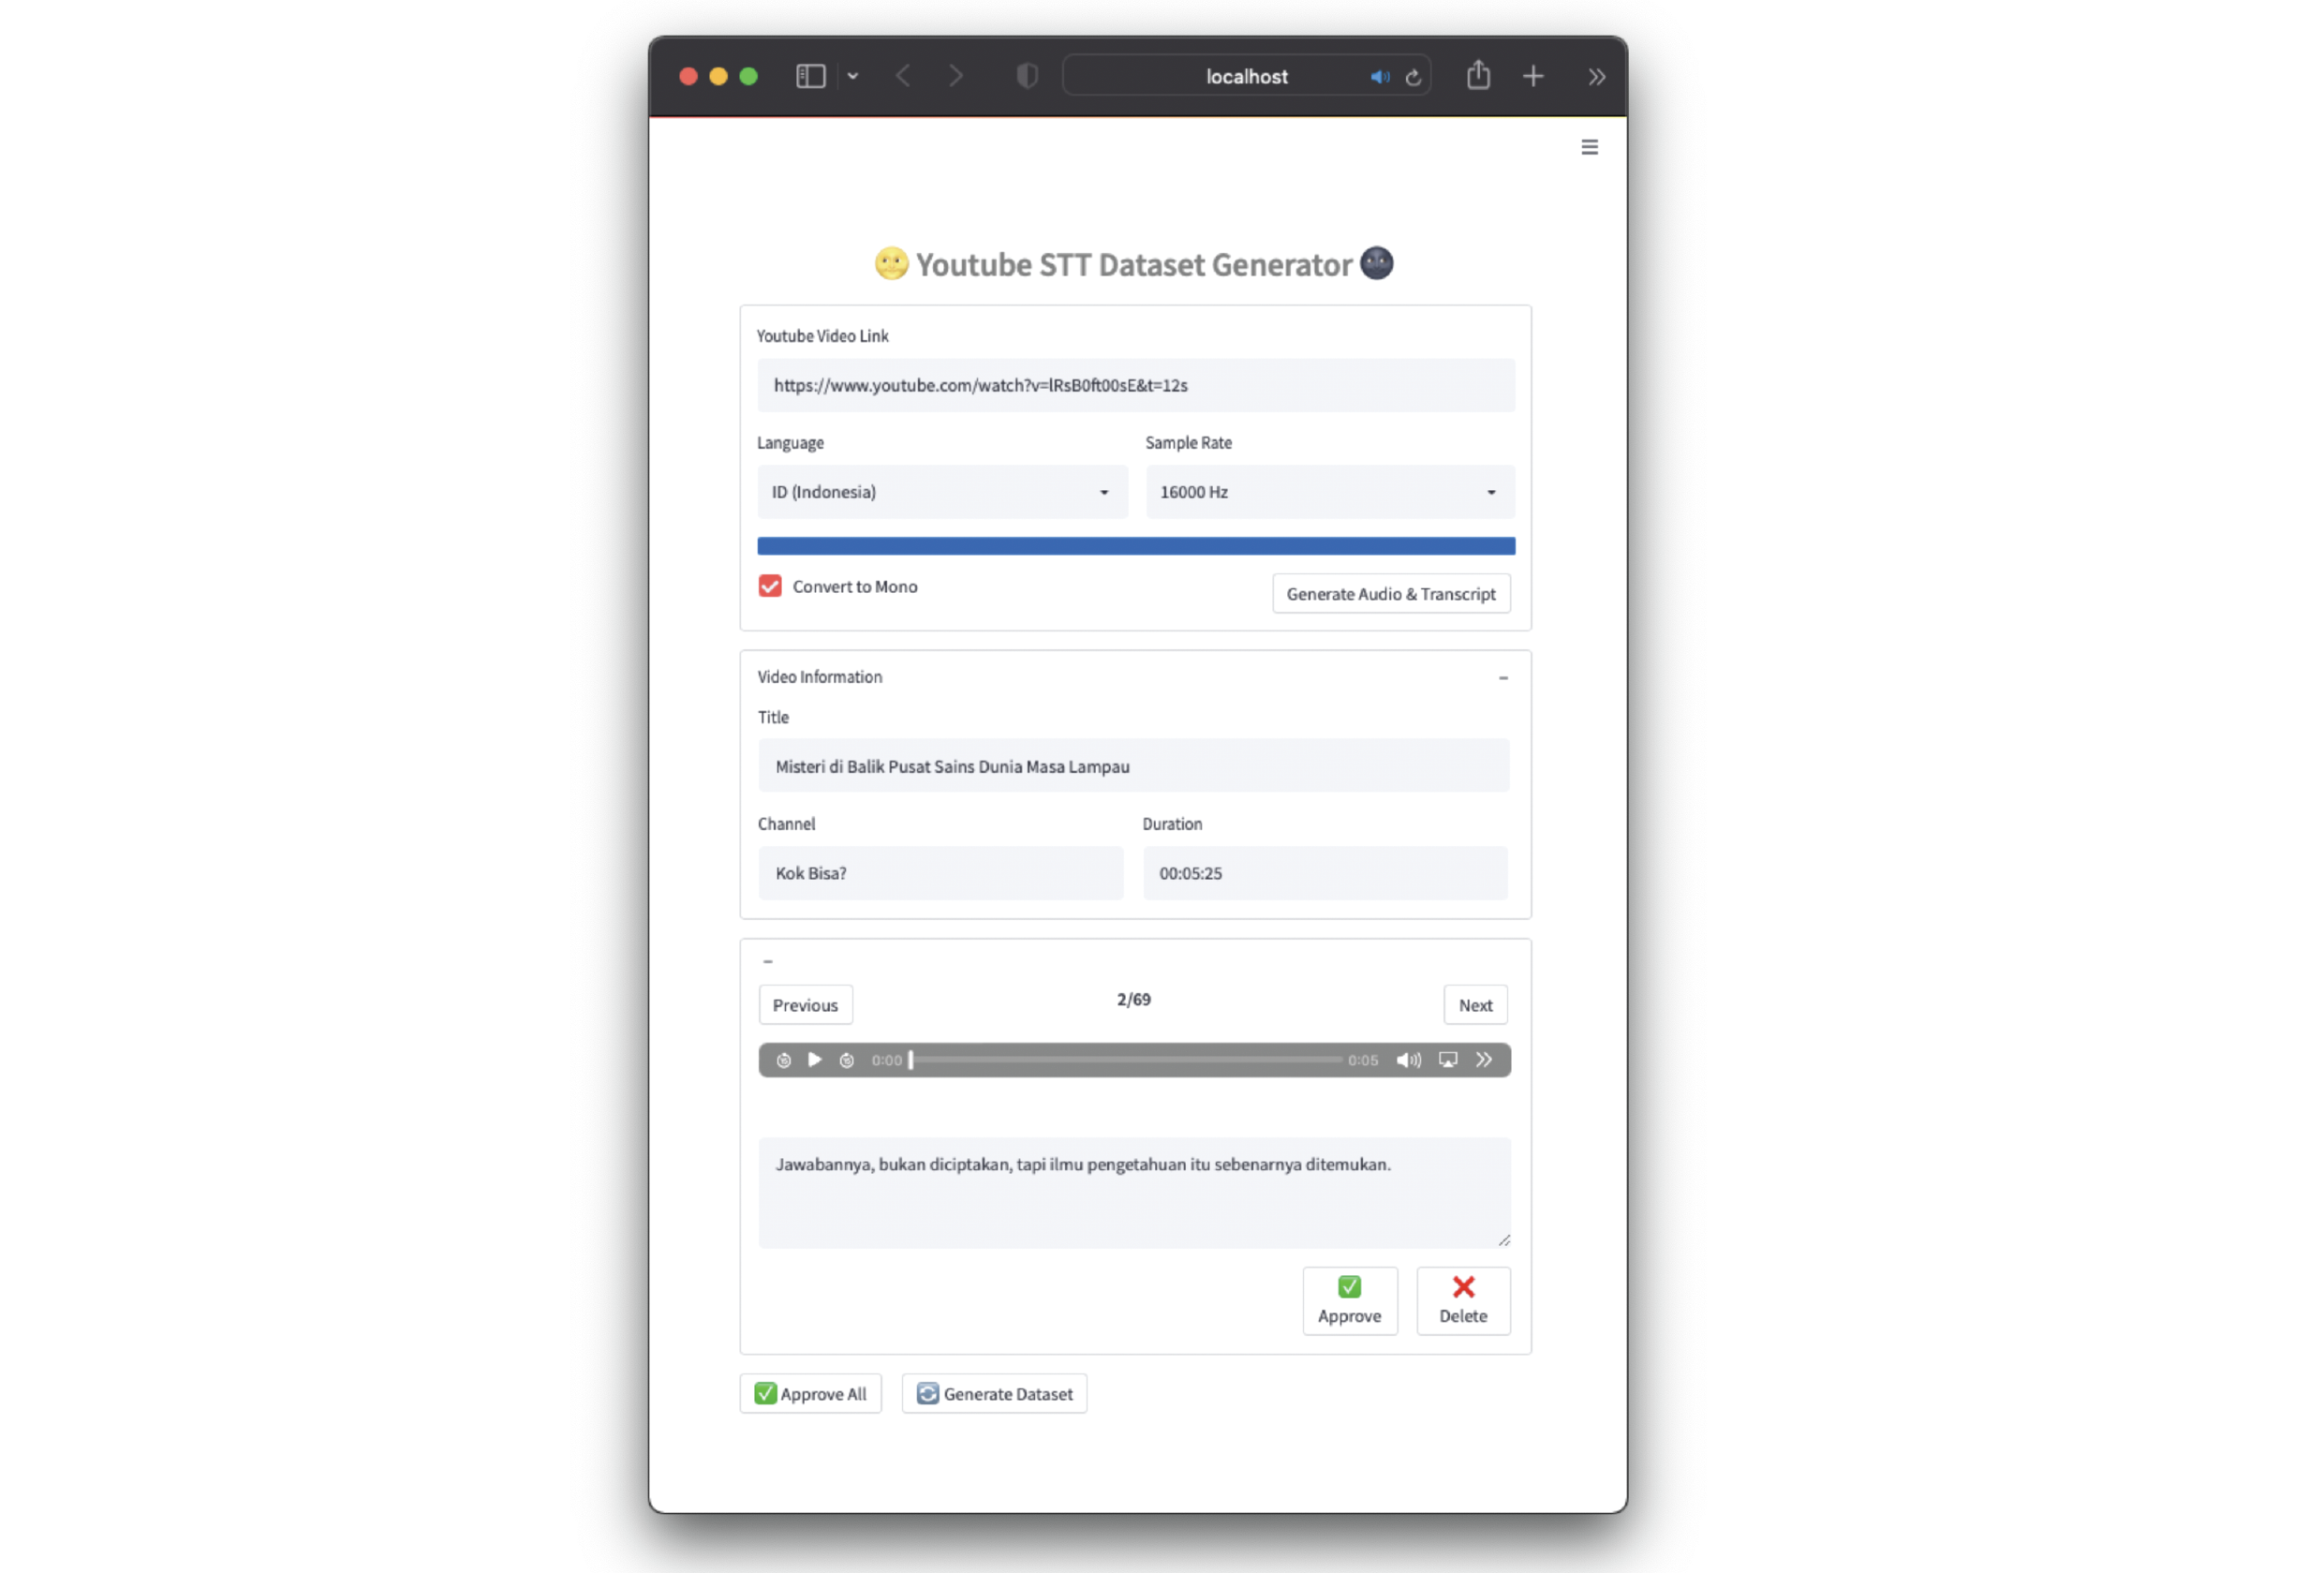 localhost
Youtube STT Dataset Generator
Youtube Video Link
https://www.youtube.com/watch?v=lRsB0ft00sE&t=12s
Language
Sample Rate
ID (Indonesia)
16000 Hz
Convert to Mono
Generate Audio & Transcript
Video Information
Title
Misteri di Balik Pusat Sains Dunia Masa Lampau
Channel
Duration
Kok Bisa?
00:05:25
Previous
2/69
Next
0:00
0:05
Jawabannya, bukan diciptakan, tapi ilmu pengetahuan itu sebenarnya ditemukan.
Approve
Delete
Approve All
Generate Dataset